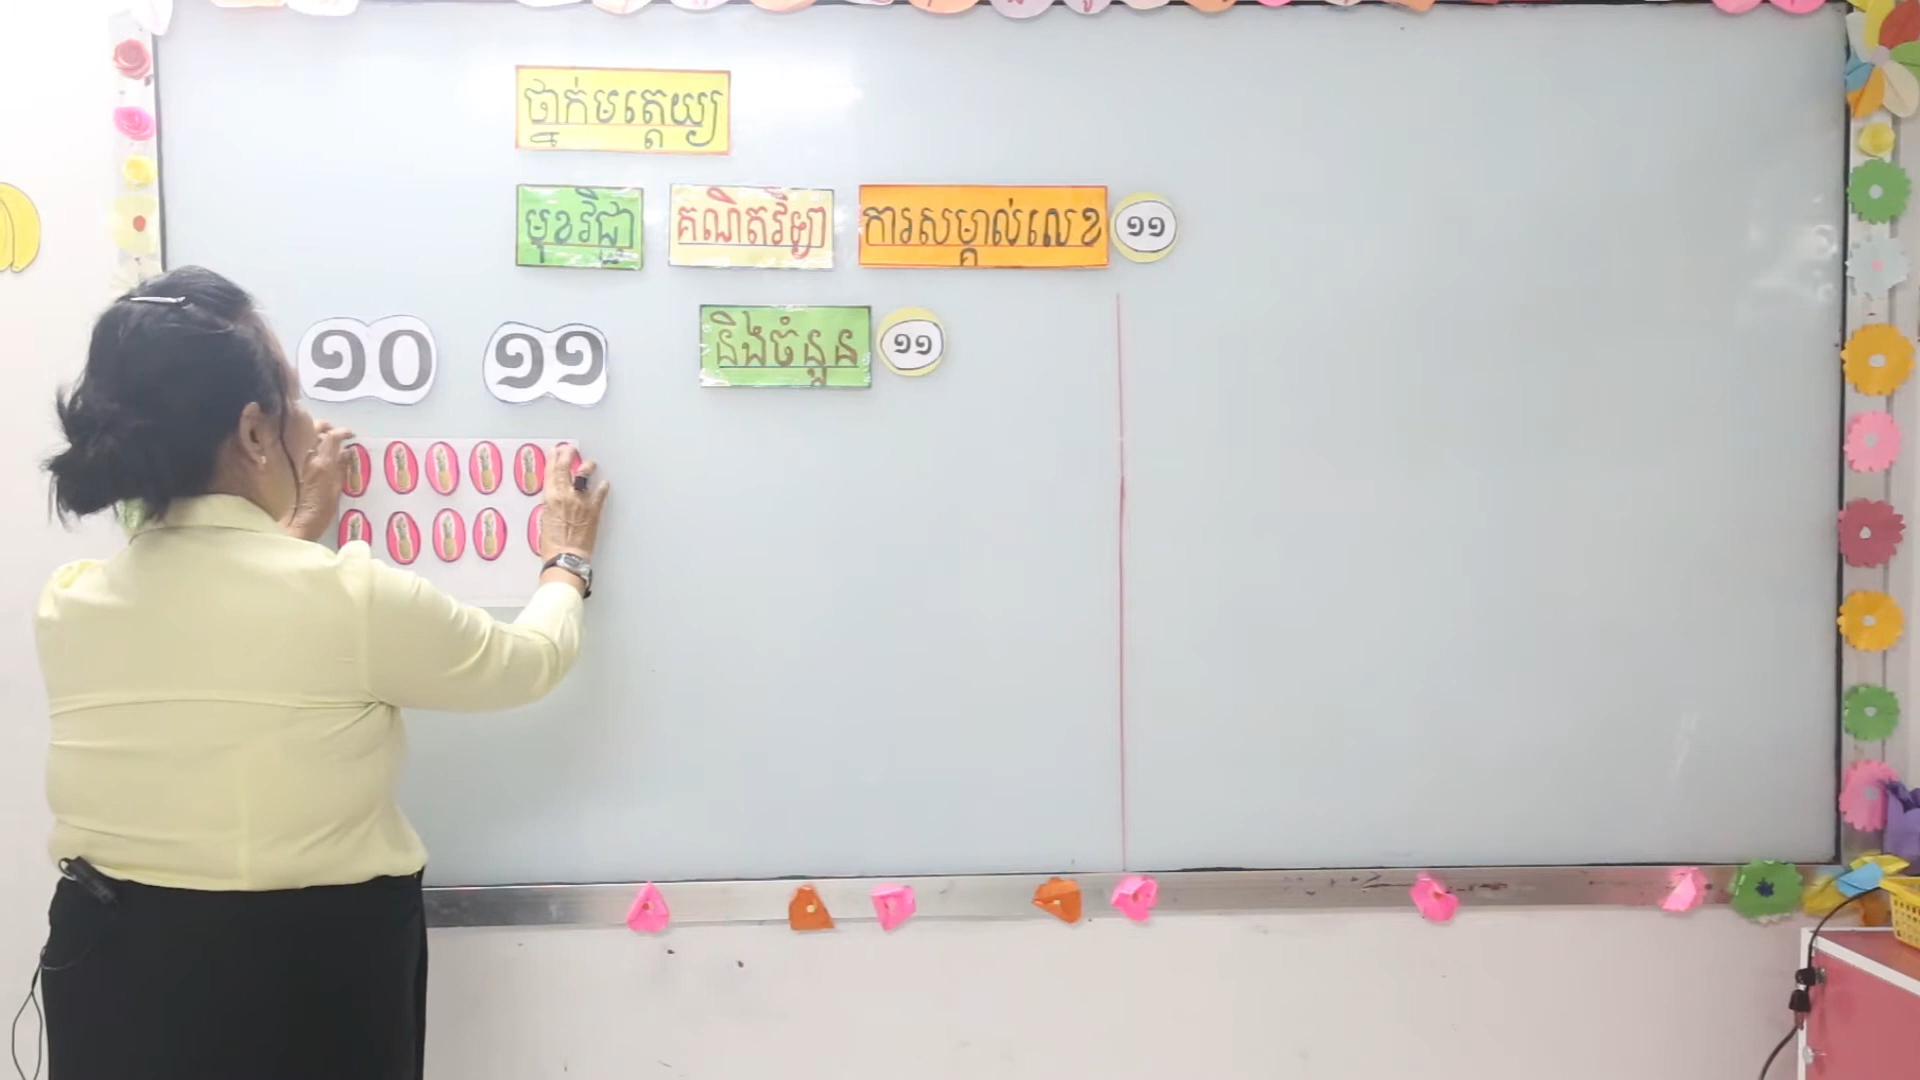 ថ្នាក់មត្តេយ្យ
មុខវិជ្ជា គណិតវិទ្យា ការសម្គាល់លេខ ១១
១០ ១១ និងចំនួន ១១